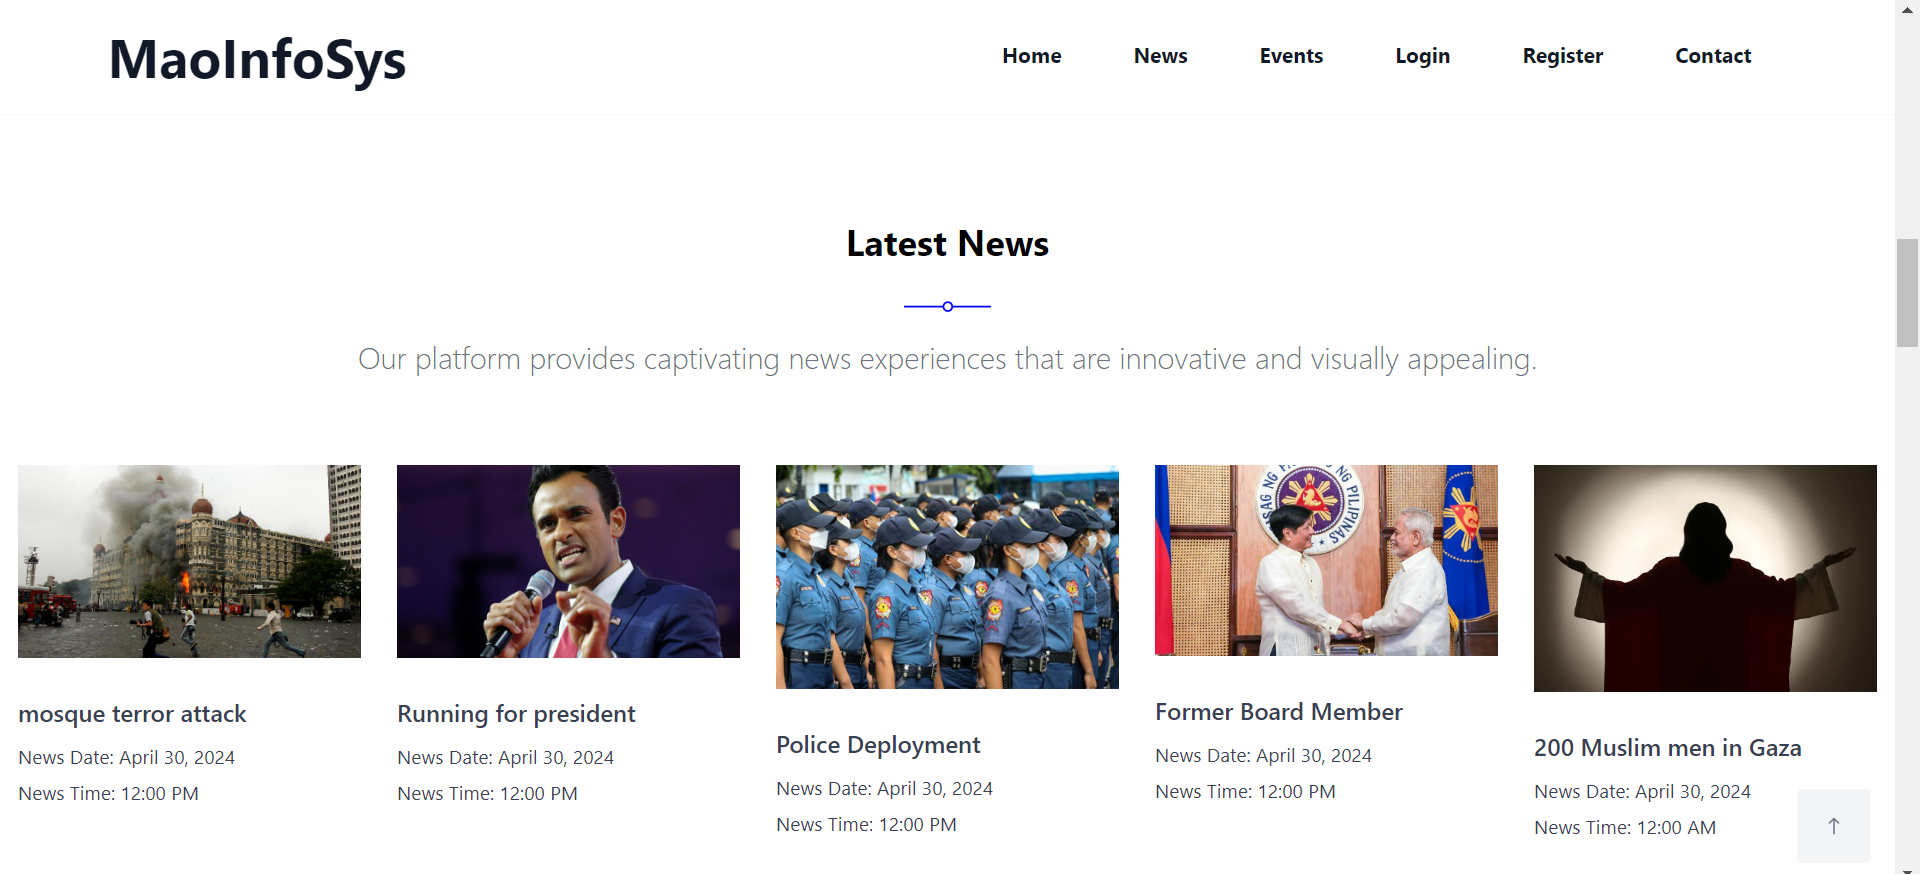 MaoInfoSys
Home
News
Events
Login
Register
Contact
Latest News
Our platform provides captivating news experiences that are innovative and visually appealing.
mosque terror attack
News Date: April 30, 2024
News Time: 12:00 PM
Running for president
News Date: April 30, 2024
News Time: 12:00 PM
Police Deployment
News Date: April 30, 2024
News Time: 12:00 PM
PILIPINAS
Former Board Member
News Date: April 30, 2024
News Time: 12:00 PM
200 Muslim men in Gaza
News Date: April 30, 2024
News Time: 12:00 AM